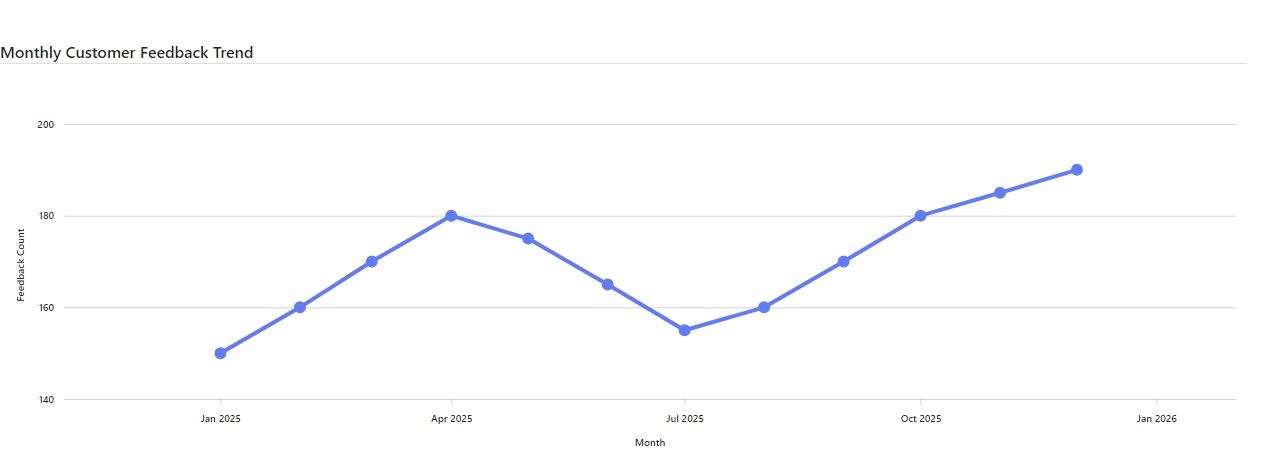 Monthly Customer Feedback Trend
200
180
160
140
Feedback Count
Jan 2025 Apr 2025 Jul 2025 Oct 2025 Jan 2026
Month